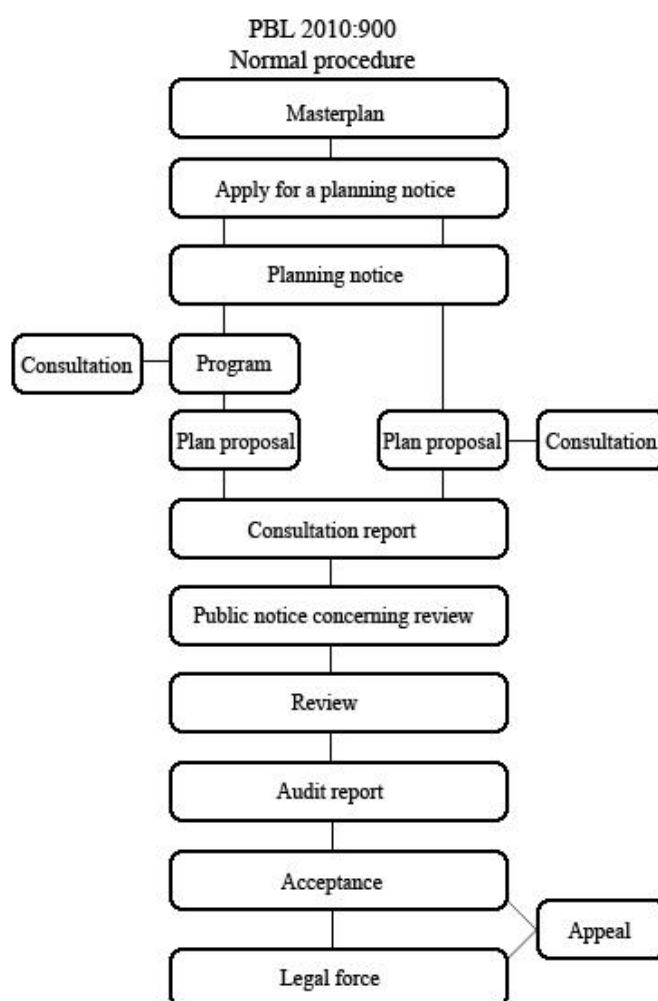 PBL 2010:900
Normal procedure
Masterplan
Apply for a planning notice
Planning notice
Consultation
Program
Plan proposal
Plan proposal
Consultation
Consultation report
Public notice concerning review
Review
Audit report
Acceptance
Appeal
Legal force